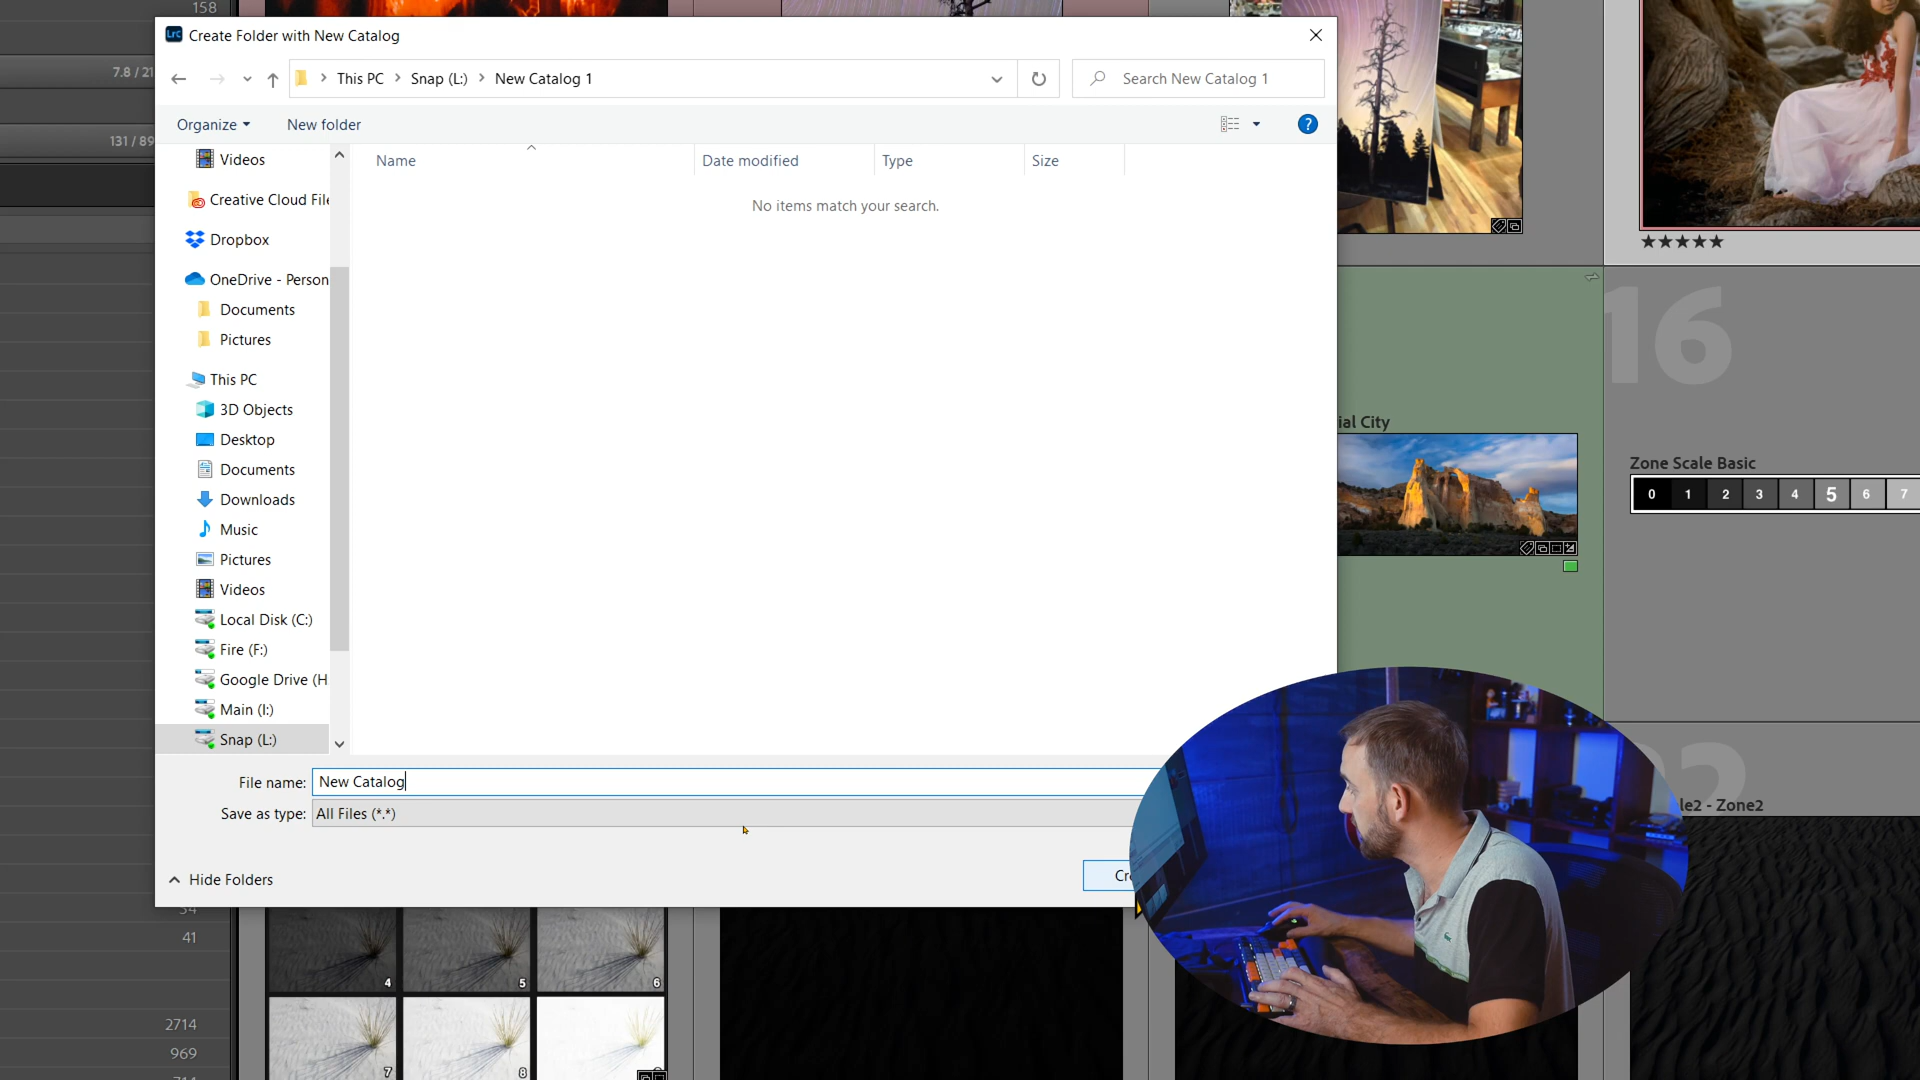 158
7.8 / 21
131 / 89
LrC Create Folder with New Catalog
This PC > Snap (L:) > New Catalog 1
Search New Catalog 1
Organize
New folder
?
Videos
Creative Cloud File
Dropbox
OneDrive - Person
Documents
Pictures
This PC
3D Objects
Desktop
Documents
Downloads
Music
Pictures
Videos
Local Disk (C:)
Fire (F:)
Google Drive (H
Main (I:)
Snap (L:)
Name
Date modified
Type
Size
No items match your search.
File name: New Catalog
Save as type: All Files (*.*)
Hide Folders
Cre
★★★★★
16
ial City
Zone Scale Basic
0 1 2 3 4 5 6 7
le2 - Zone2
41
2714
969
4
5
6
7
8